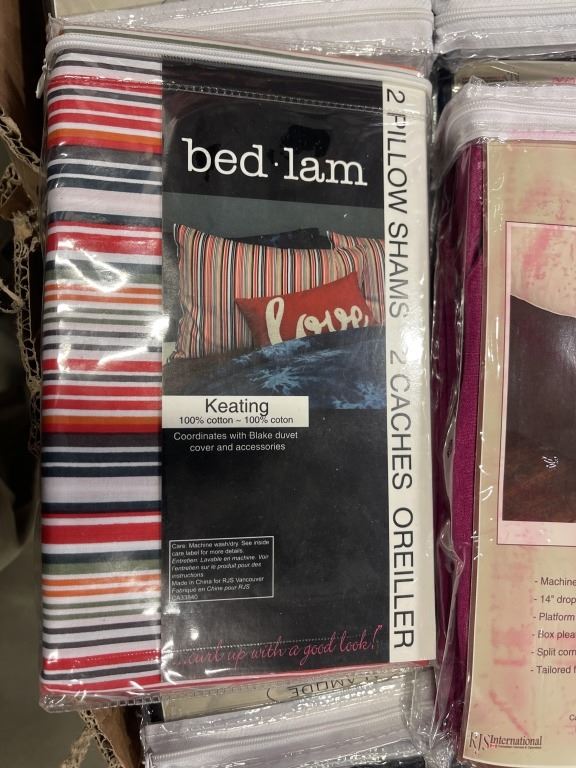 bed·lam
love
Keating
100% cotton ~ 100% coton
Coordinates with Blake duvet
cover and accessories
Care: Machine wash/dry. See inside
care label for more details.
Entretien: Lavable en machine. Voir
l'entretien sur le produit pour des
instructions.
Made in China for RJS Vancouver
Fabrique en Chine pour RJS
CA33840
...curl up with a good look!"
2 PILLOW SHAMS 2 CACHES OREILLER
- Machine
- 14" drop
- Platform
- Box plea
- Split corn
- Tailored f
RJS International